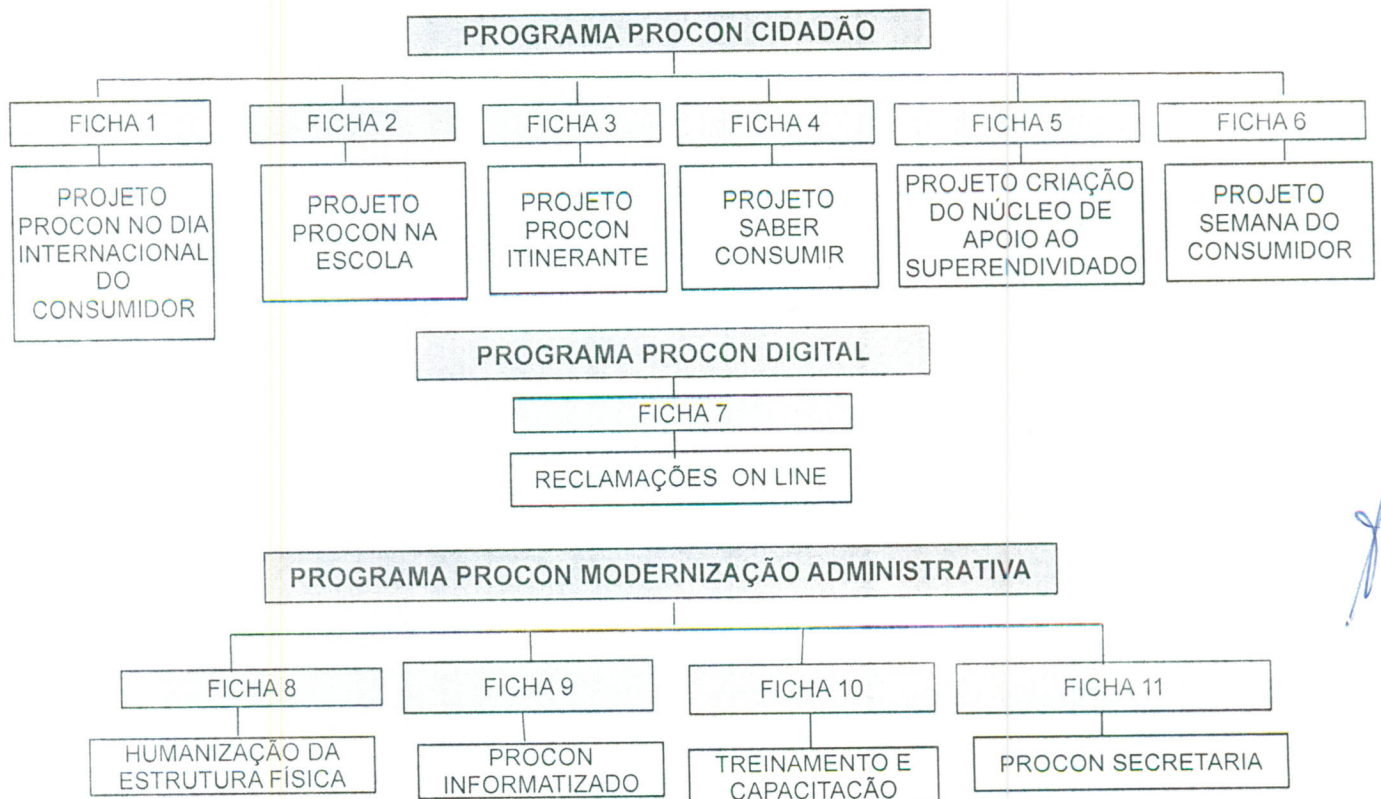 PROGRAMA PROCON CIDADÃO
FICHA 1
FICHA 2
FICHA 3
FICHA 4
FICHA 5
FICHA 6
PROJETO
PROCON NO DIA
INTERNACIONAL
DO
CONSUMIDOR
PROJETO
PROCON NA
ESCOLA
PROJETO
PROCON
ITINERANTE
PROJETO
SABER
CONSUMIR
PROJETO CRIAÇÃO
DO NÚCLEO DE
APOIO AO
SUPERENDIVIDADO
PROJETO
SEMANA DO
CONSUMIDOR
PROGRAMA PROCON DIGITAL
FICHA 7
RECLAMAÇÕES ON LINE
PROGRAMA PROCON MODERNIZAÇÃO ADMINISTRATIVA
FICHA 8
FICHA 9
FICHA 10
FICHA 11
HUMANIZAÇÃO DA
ESTRUTURA FÍSICA
PROCON
INFORMATIZADO
TREINAMENTO E
CAPACITAÇÃO
PROCON SECRETARIA